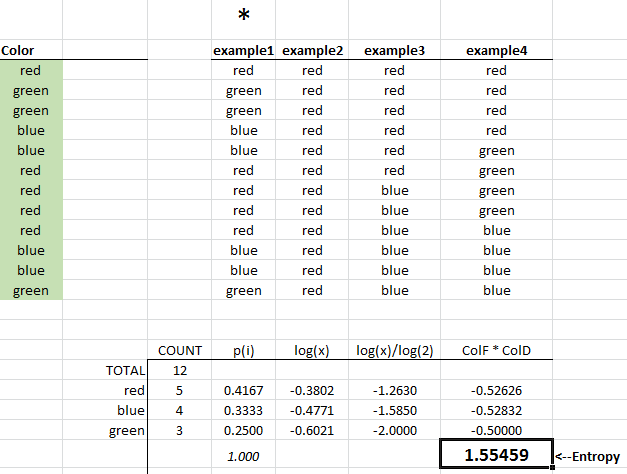 *
Color example1 example2 example3 example4
red red red red red
green green red red red
green green red red red
blue blue red red red
blue blue red red green
red red red red green
red red red blue green
red red red blue green
red red red blue blue
blue blue red blue blue
blue blue red blue blue
green green red blue blue
COUNT p(i) log(x) log(x)/log(2) ColF * ColD
TOTAL 12
red 5 0.4167 -0.3802 -1.2630 -0.52626
blue 4 0.3333 -0.4771 -1.5850 -0.52832
green 3 0.2500 -0.6021 -2.0000 -0.50000
1.000 1.55459 <--Entropy